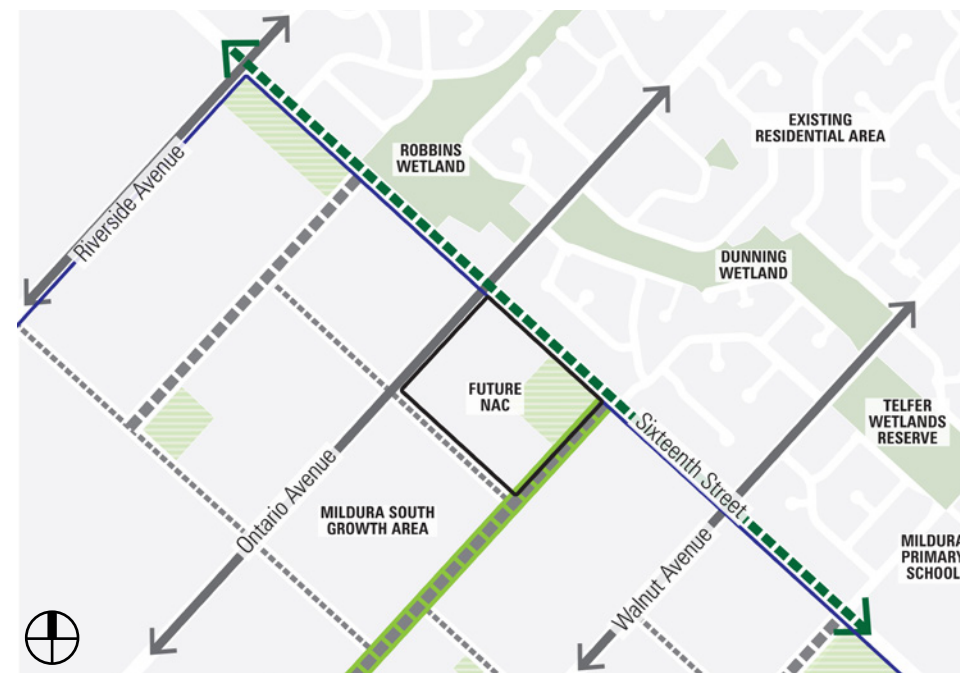 EXISTING
RESIDENTIAL AREA
ROBBINS
WETLAND
Riverside Avenue
DUNNING
WETLAND
FUTURE
NAC
TELFER
WETLANDS
RESERVE
Sixteenth Street
Ontario Avenue
MILDURA SOUTH
GROWTH AREA
Walnut Avenue
MILDURA
PRIMARY
SCHOOL